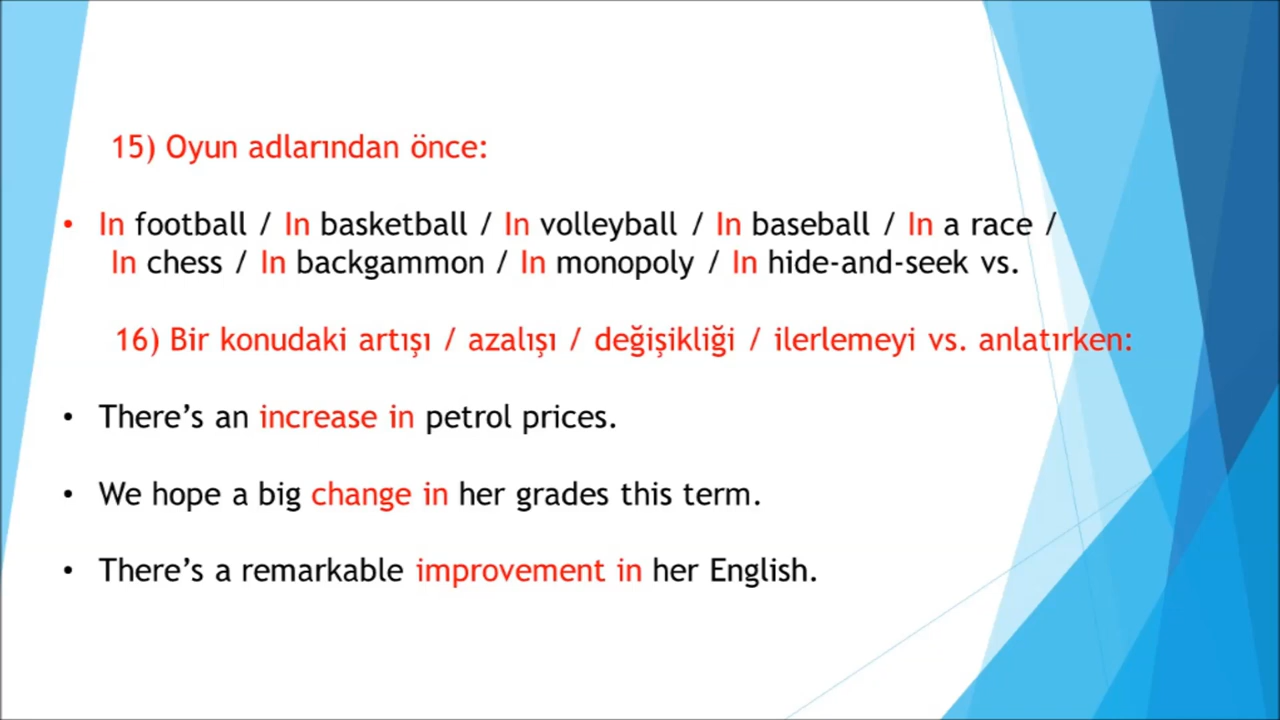 15) Oyun adlarından önce:
• In football / In basketball / In volleyball / In baseball / In a race /
In chess / In backgammon / In monopoly / In hide-and-seek vs.
16) Bir konudaki artışı / azalışı / değişikliği / ilerlemeyi vs. anlatırken:
• There’s an increase in petrol prices.
• We hope a big change in her grades this term.
• There’s a remarkable improvement in her English.